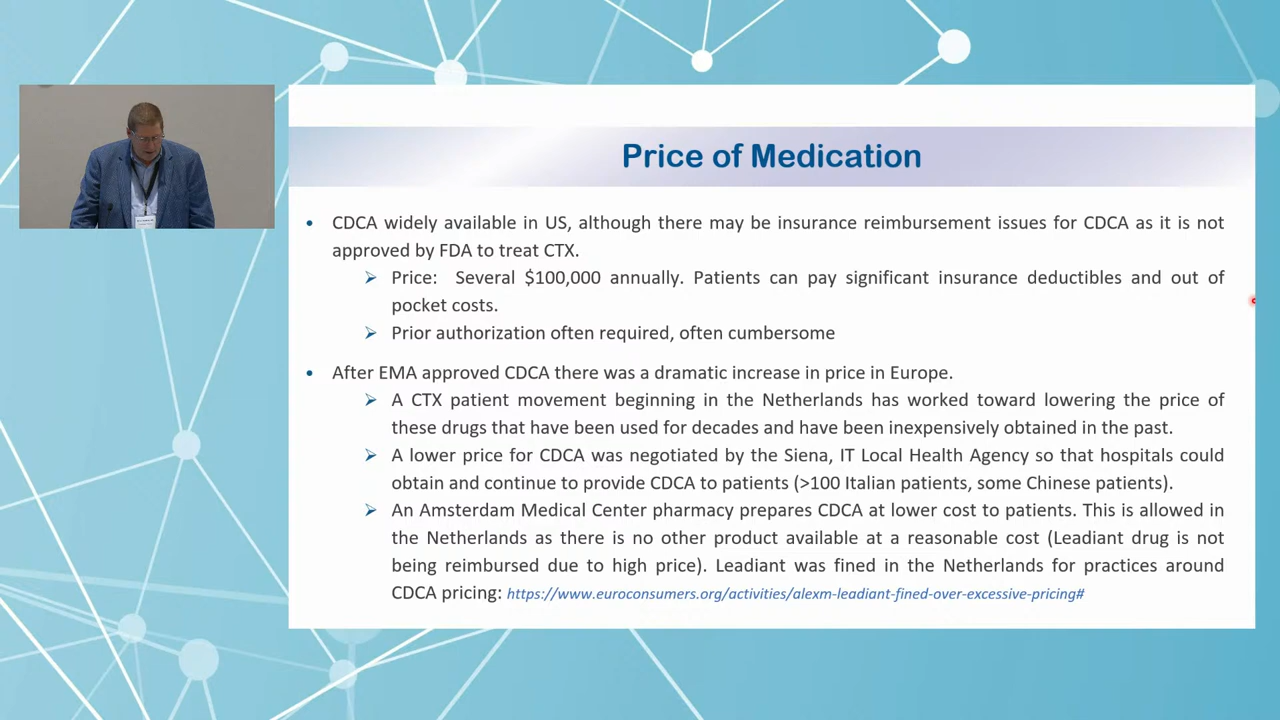 Price of Medication
• CDCA widely available in US, although there may be insurance reimbursement issues for CDCA as it is not
approved by FDA to treat CTX.
➢ Price: Several $100,000 annually. Patients can pay significant insurance deductibles and out of
pocket costs.
➢ Prior authorization often required, often cumbersome
• After EMA approved CDCA there was a dramatic increase in price in Europe.
➢ A CTX patient movement beginning in the Netherlands has worked toward lowering the price of
these drugs that have been used for decades and have been inexpensively obtained in the past.
➢ A lower price for CDCA was negotiated by the Siena, IT Local Health Agency so that hospitals could
obtain and continue to provide CDCA to patients (>100 Italian patients, some Chinese patients).
➢ An Amsterdam Medical Center pharmacy prepares CDCA at lower cost to patients. This is allowed in
the Netherlands as there is no other product available at a reasonable cost (Leadiant drug is not
being reimbursed due to high price). Leadiant was fined in the Netherlands for practices around
CDCA pricing: https://www.euroconsumers.org/activities/alexm-leadiant-fined-over-excessive-pricing#